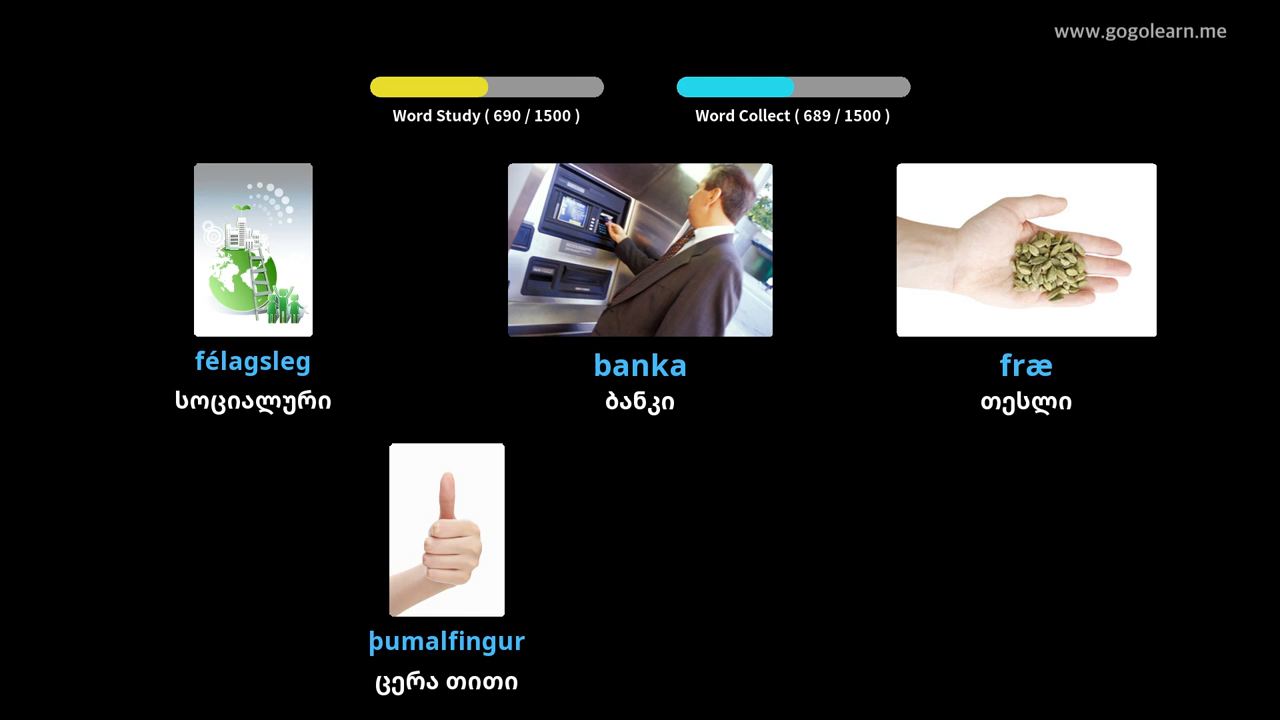 www.gogolearn.me
Word Study ( 690 / 1500 )
Word Collect ( 689 / 1500 )
félagsleg
banka
fræ
სოციალური
ბანკი
თესლი
þumalfingur
ცერა თითი